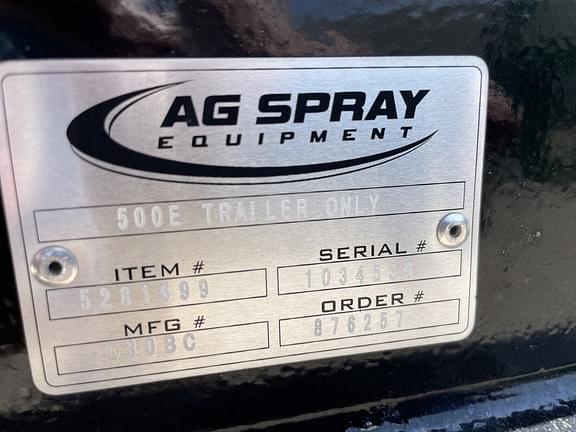 AG SPRAY
EQUIPMENT
500E TRAILER ONLY
ITEM #
5281699
SERIAL #
MFG #
ORDER #
876257